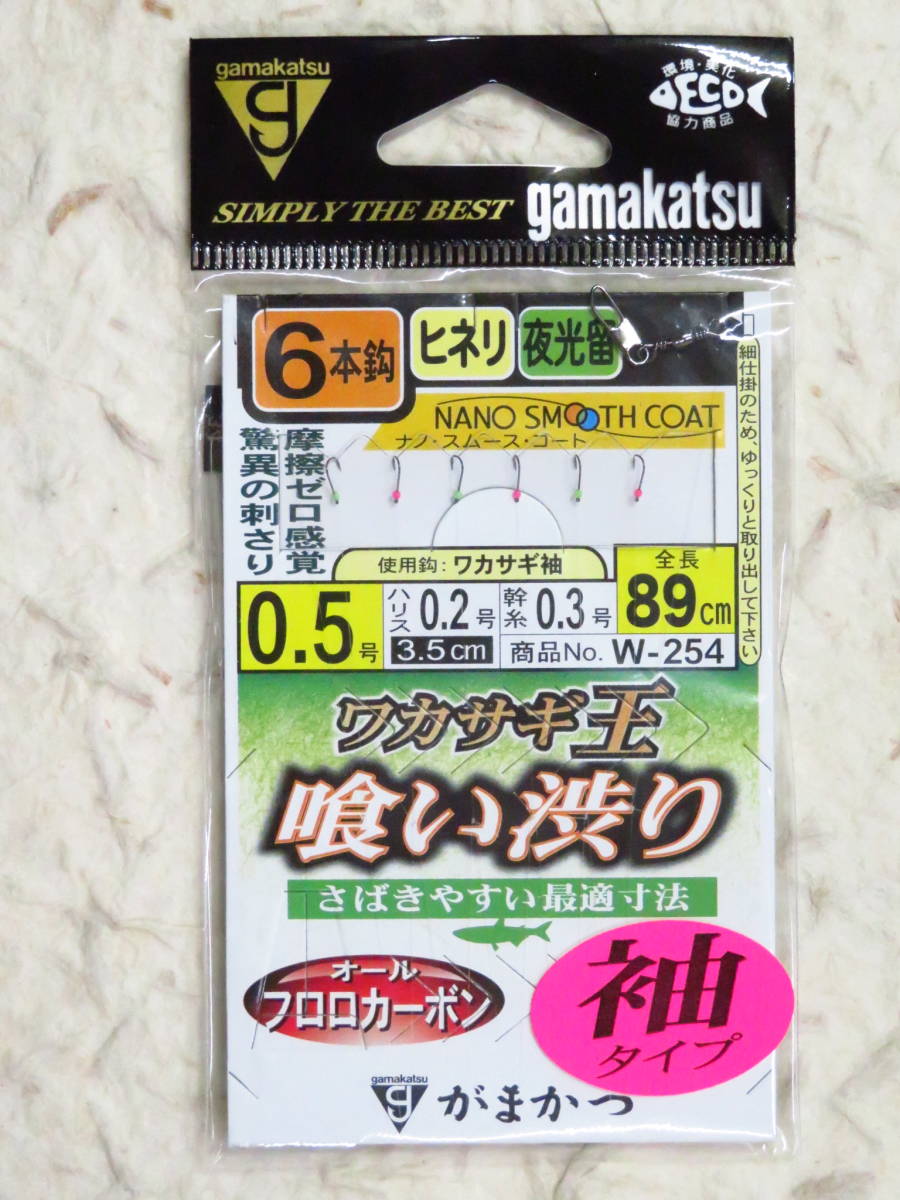 gamakatsu
環境・美化
ECO
協力商品
SIMPLY THE BEST
gamakatsu
6本鈎
ヒネリ
夜光留
細仕掛のため、ゆっくりと取り出して下さい
NANO SMOOTH COAT
ナノ・スムース・コート
摩擦ゼロ感覚
驚異の刺さり
使用鈎:ワカサギ袖
0.5号
ハリス 0.2号
3.5cm
幹糸 0.3号
全長
89cm
商品No. W-254
ワカサギ王
喰い渋り
さばきやすい最適寸法
オール
フロロカーボン
袖
タイプ
gamakatsu
がまかつ